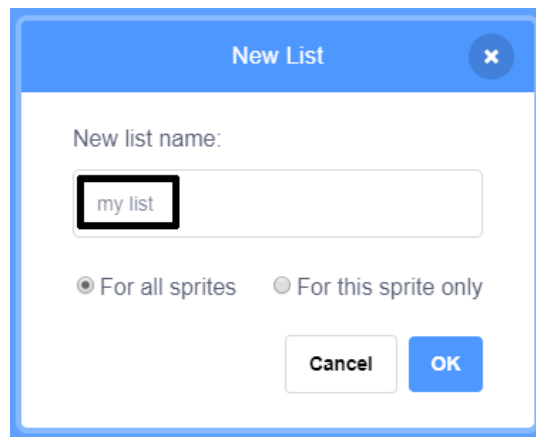 New List
New list name:
my list
For all sprites For this sprite only
Cancel OK